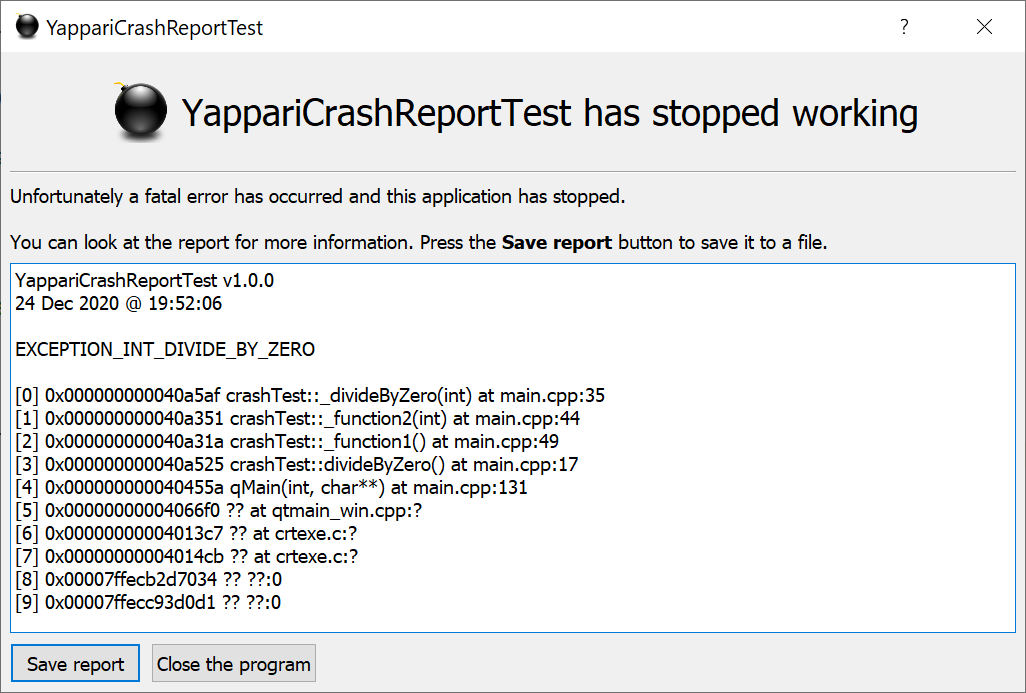 YappariCrashReportTest
?
YappariCrashReportTest has stopped working
Unfortunately a fatal error has occurred and this application has stopped.
You can look at the report for more information. Press the Save report button to save it to a file.
YappariCrashReportTest v1.0.0
24 Dec 2020 @ 19:52:06
EXCEPTION_INT_DIVIDE_BY_ZERO
[0] 0x000000000040a5af crashTest::_divideByZero(int) at main.cpp:35
[1] 0x000000000040a351 crashTest::_function2(int) at main.cpp:44
[2] 0x000000000040a31a crashTest::_function1() at main.cpp:49
[3] 0x000000000040a525 crashTest::divideByZero() at main.cpp:17
[4] 0x000000000040455a qMain(int, char**) at main.cpp:131
[5] 0x00000000004066f0 ?? at qtmain_win.cpp:?
[6] 0x00000000004013c7 ?? at crtexe.c:?
[7] 0x00000000004014cb ?? at crtexe.c:?
[8] 0x00007ffecb2d7034 ?? ??:0
[9] 0x00007ffecc93d0d1 ?? ??:0
Save report
Close the program